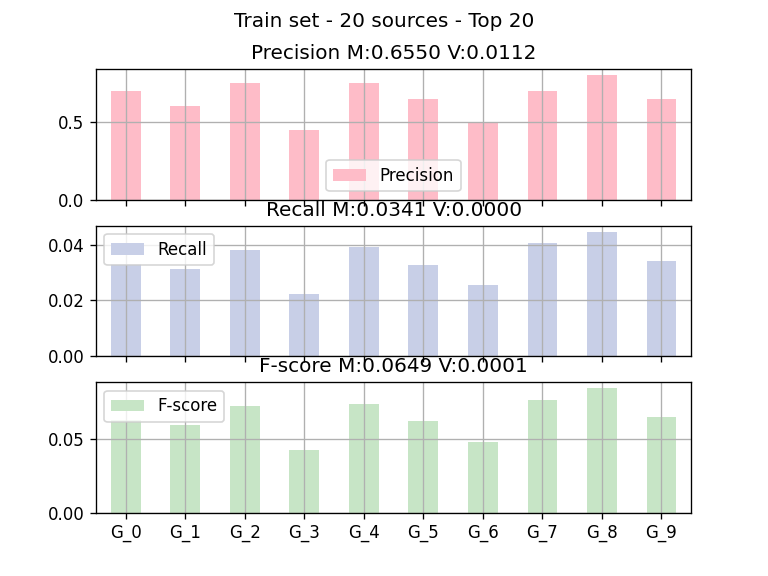 Train set - 20 sources - Top 20
Precision M:0.6550 V:0.0112
0.5
0.0
Precision
Recall M:0.0341 V:0.0000
0.04
0.02
0.00
Recall
F-score M:0.0649 V:0.0001
0.05
0.00
F-score
G_0 G_1 G_2 G_3 G_4 G_5 G_6 G_7 G_8 G_9